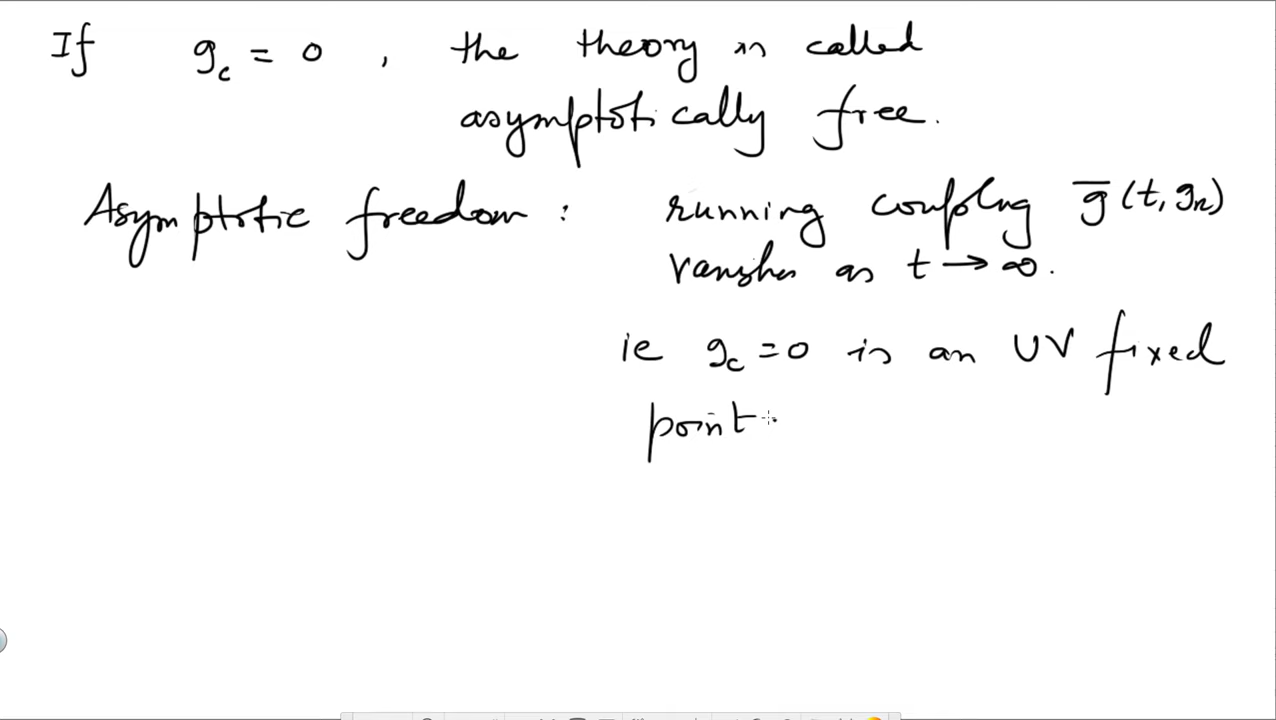 If g_c = 0 , the theory is called
asymptotically free.
Asymptotic freedom : running coupling g̅(t, g_r)
vanishes as t → ∞.
ie g_c = 0 is an UV fixed
point.